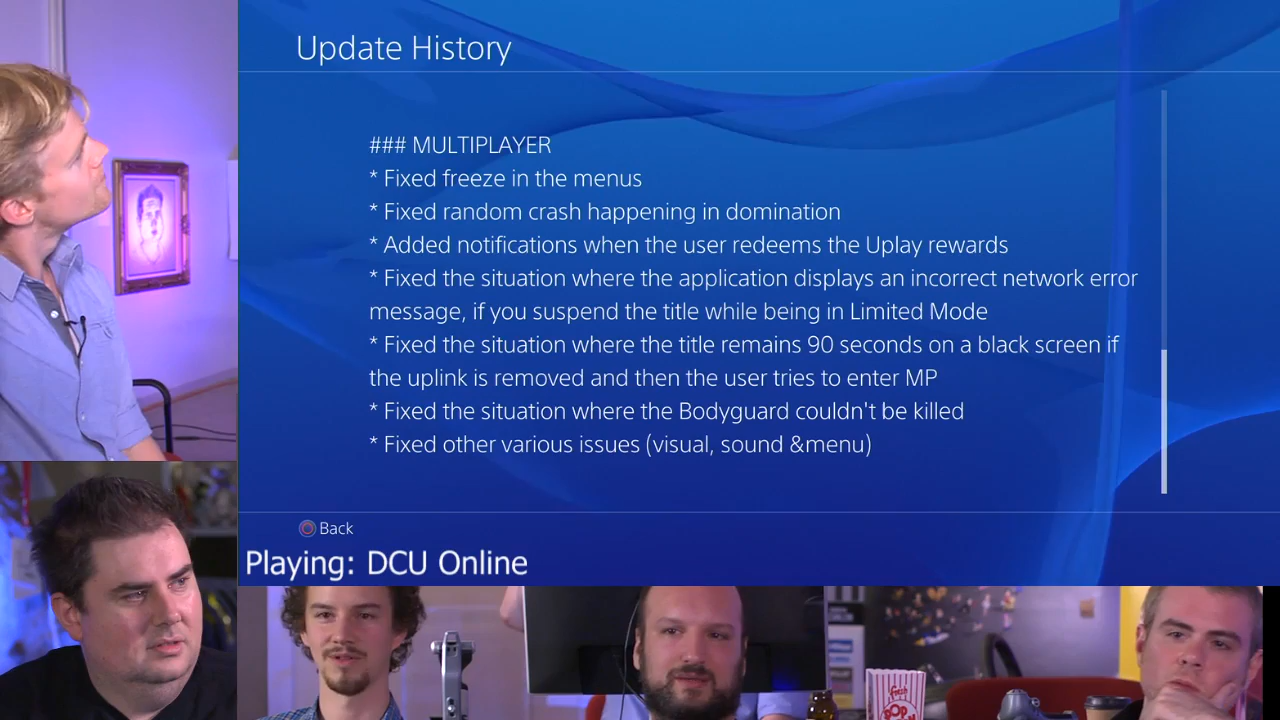 Update History
### MULTIPLAYER
* Fixed freeze in the menus
* Fixed random crash happening in domination
* Added notifications when the user redeems the Uplay rewards
* Fixed the situation where the application displays an incorrect network error
message, if you suspend the title while being in Limited Mode
* Fixed the situation where the title remains 90 seconds on a black screen if
the uplink is removed and then the user tries to enter MP
* Fixed the situation where the Bodyguard couldn't be killed
* Fixed other various issues (visual, sound &menu)
Back
Playing: DCU Online
fresh
POP